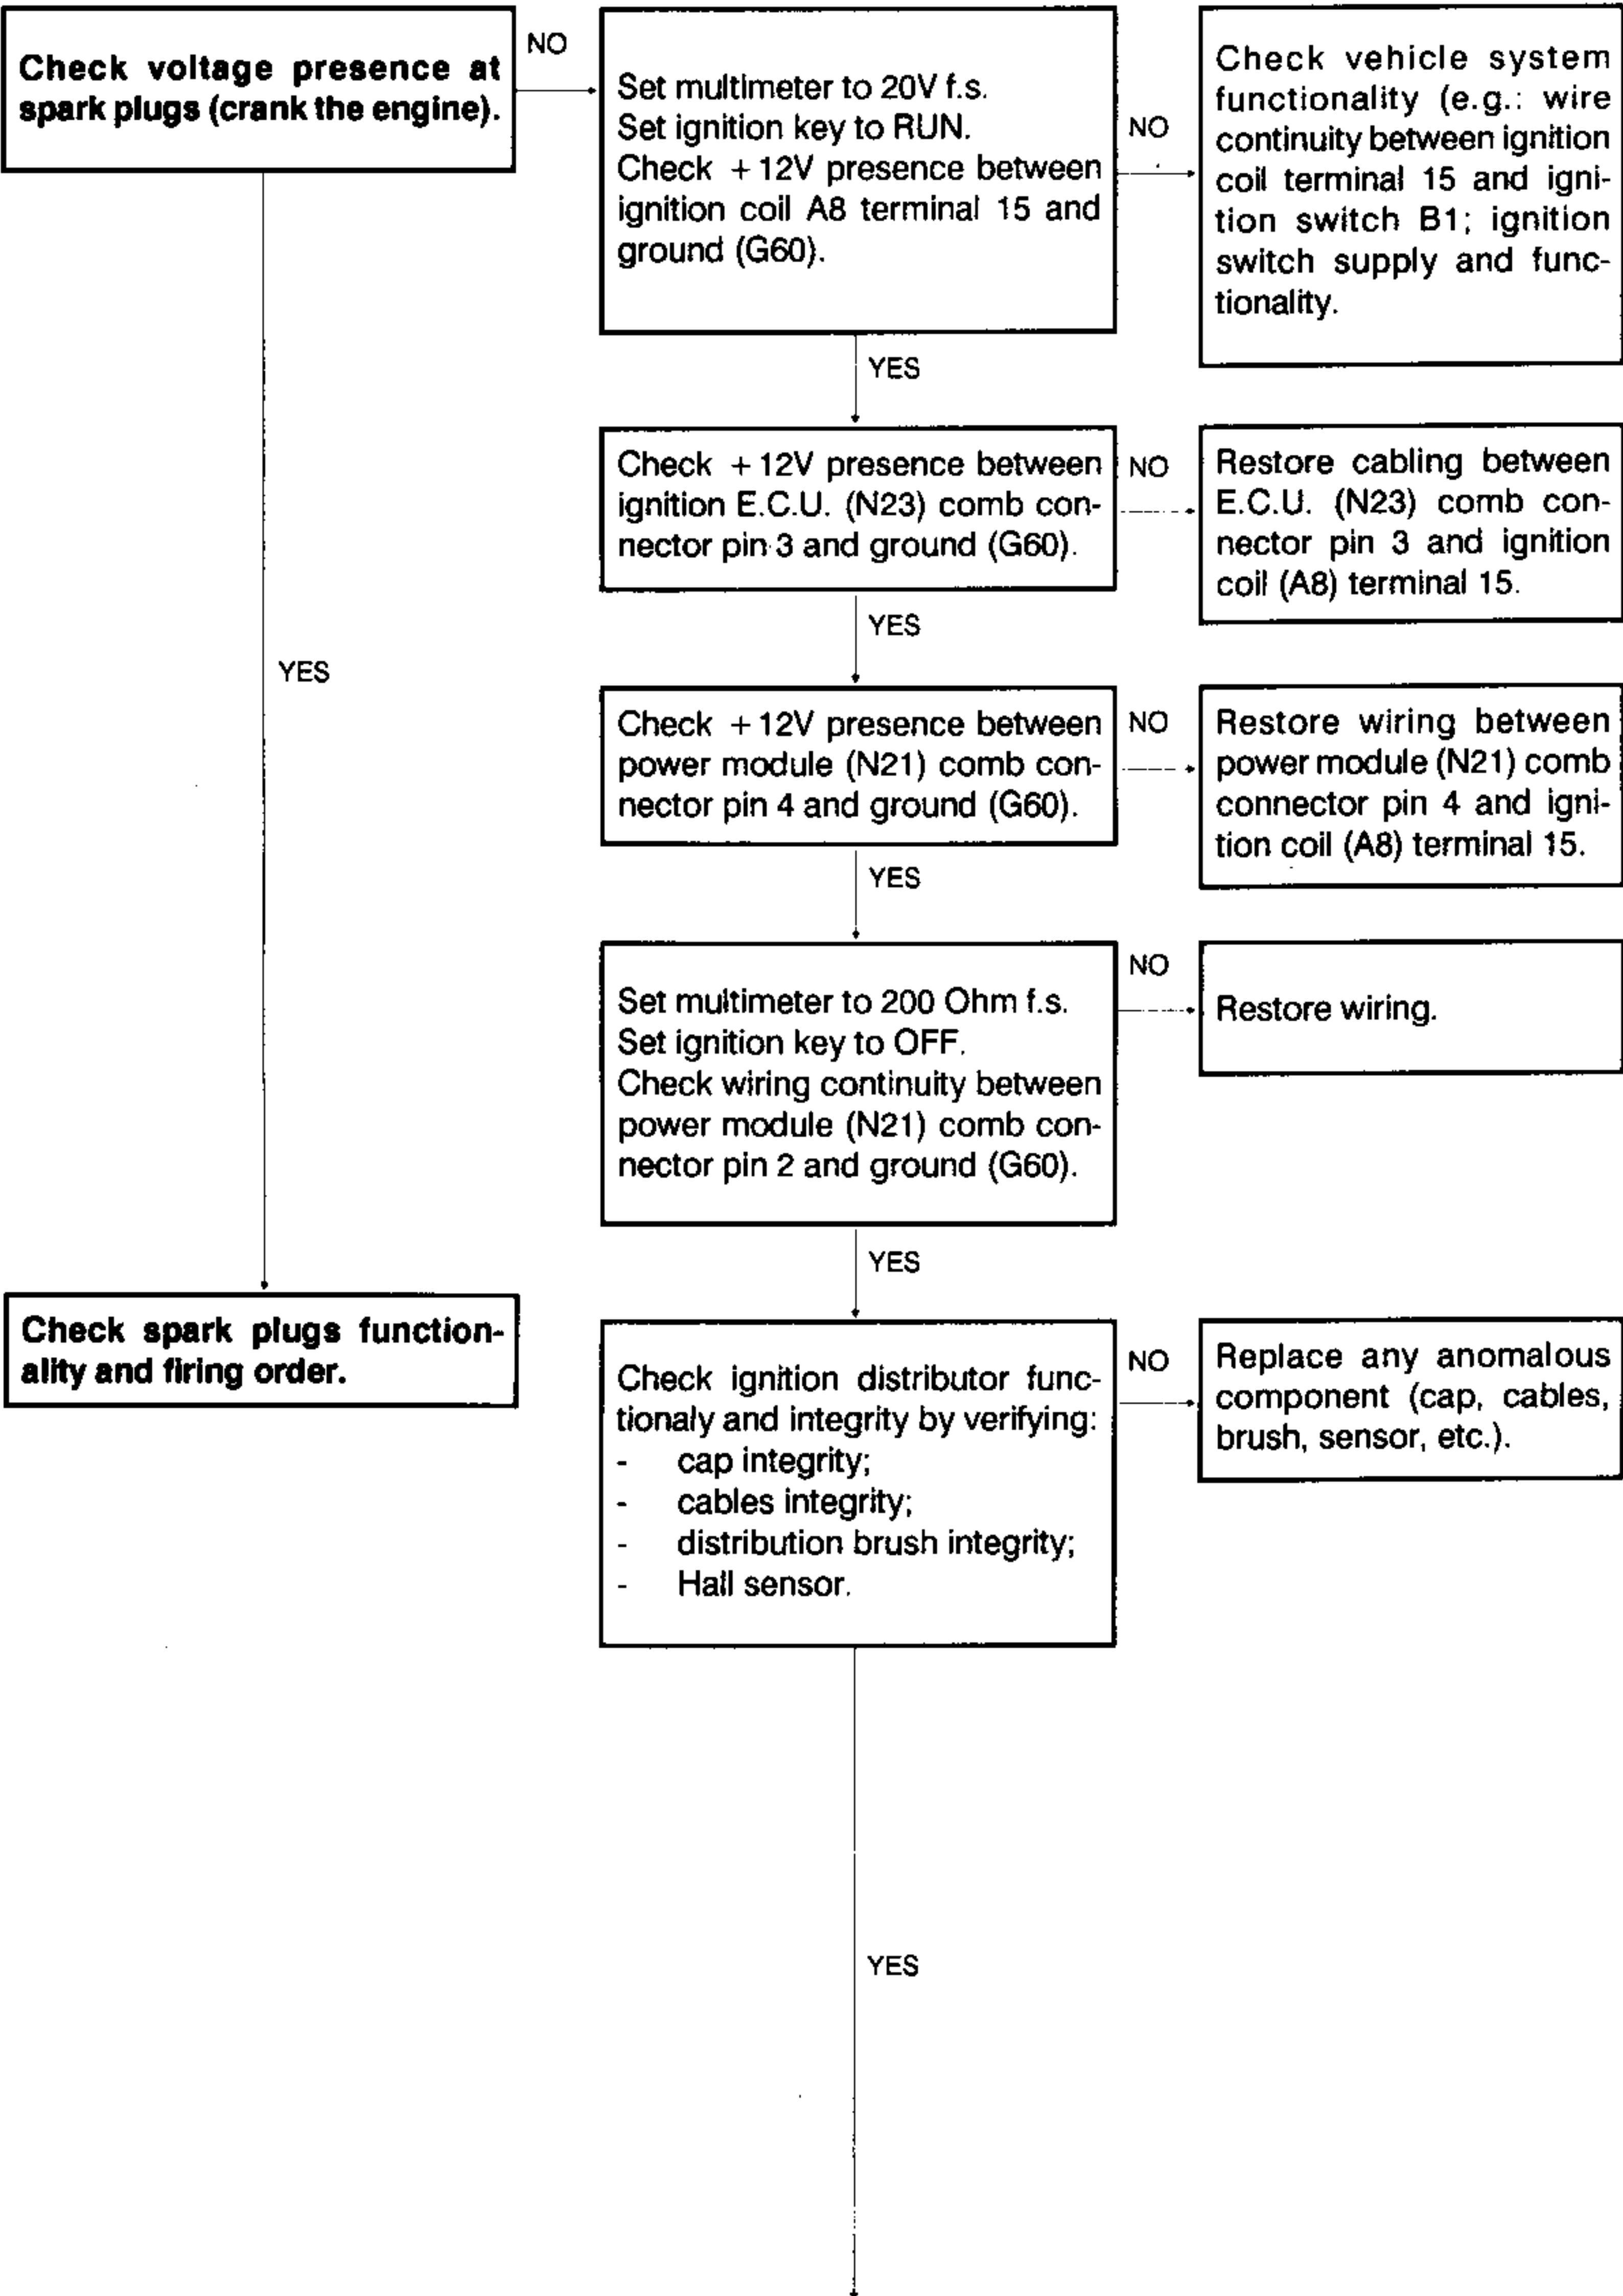 Check voltage presence at
spark plugs (crank the engine).
NO
Set multimeter to 20V f.s.
Set ignition key to RUN.
Check +12V presence between
ignition coil A8 terminal 15 and
ground (G60).
NO
Check vehicle system
functionality (e.g.: wire
continuity between ignition
coil terminal 15 and igni-
tion switch B1; ignition
switch supply and func-
tionality.
YES
Check +12V presence between
ignition E.C.U. (N23) comb con-
nector pin 3 and ground (G60).
NO
Restore cabling between
E.C.U. (N23) comb con-
nector pin 3 and ignition
coil (A8) terminal 15.
YES
YES
Check +12V presence between
power module (N21) comb con-
nector pin 4 and ground (G60).
NO
Restore wiring between
power module (N21) comb
connector pin 4 and igni-
tion coil (A8) terminal 15.
YES
Set multimeter to 200 Ohm f.s.
Set ignition key to OFF.
Check wiring continuity between
power module (N21) comb con-
nector pin 2 and ground (G60).
NO
Restore wiring.
YES
Check spark plugs function-
ality and firing order.
Check ignition distributor func-
tionaly and integrity by verifying:
- cap integrity;
- cables integrity;
- distribution brush integrity;
- Hall sensor.
NO
Replace any anomalous
component (cap, cables,
brush, sensor, etc.).
YES